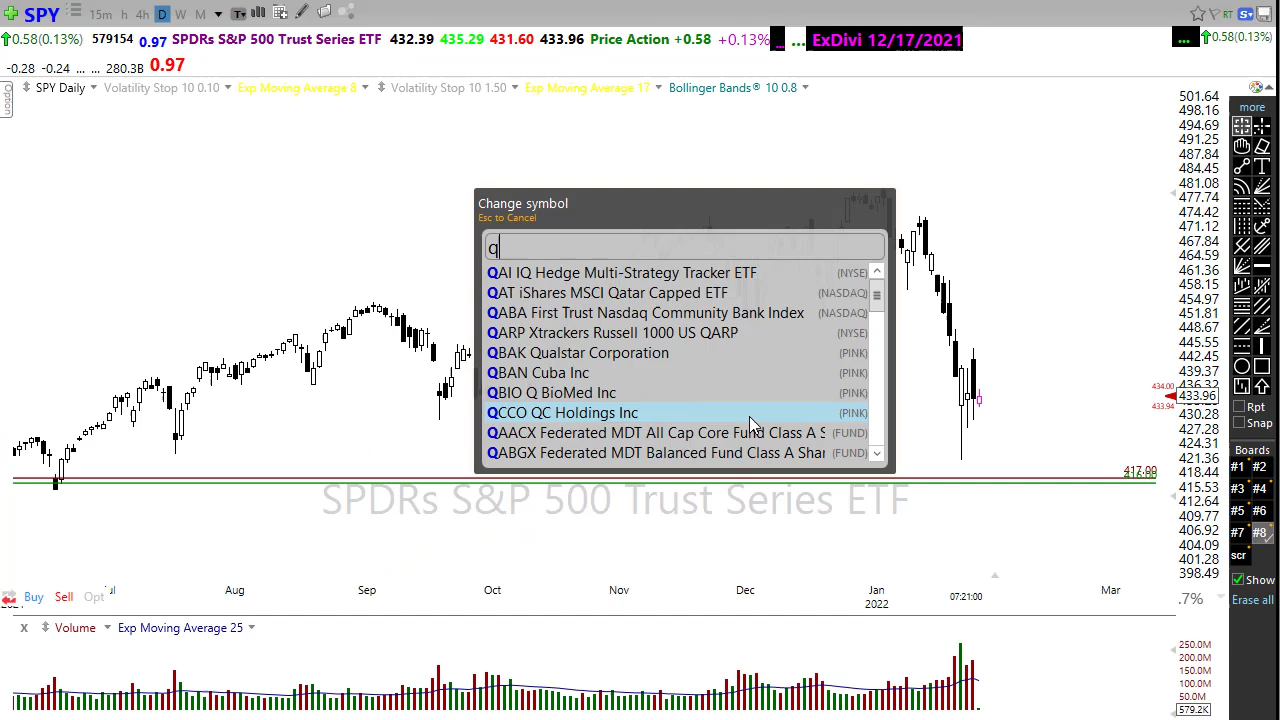 SPY 15m h 4h D W M T RT S
0.58(0.13%) 579154 0.97 SPDRs S&P 500 Trust Series ETF 432.39 435.29 431.60 433.96 Price Action +0.58 +0.13% ... ... ExDivi 12/17/2021 ... 0.58(0.13%)
-0.28 -0.24 ... ... 280.3B 0.97
Option
SPY Daily Volatility Stop 10 0.10 Exp Moving Average 8 Volatility Stop 10 1.50 Exp Moving Average 17 Bollinger Bands® 10 0.8
501.64
498.16
494.69
491.25
487.84
484.45
481.08
477.74
474.42
471.12
467.84
464.59
461.36
458.15
454.97
451.81
448.67
445.55
442.45
439.37
436.32
434.00
433.96
433.94
430.28
427.28
424.31
421.36
418.44
415.53
412.64
409.77
406.92
404.09
401.28
398.49
417.00
Change symbol
Esc to Cancel
q
QAI IQ Hedge Multi-Strategy Tracker ETF (NYSE)
QAT iShares MSCI Qatar Capped ETF (NASDAQ)
QABA First Trust Nasdaq Community Bank Index (NASDAQ)
QARP Xtrackers Russell 1000 US QARP (NYSE)
QBAK Qualstar Corporation (PINK)
QBAN Cuba Inc (PINK)
QBIO Q BioMed Inc (PINK)
QCCO QC Holdings Inc (PINK)
QAACX Federated MDT All Cap Core Fund Class A S (FUND)
QABGX Federated MDT Balanced Fund Class A Shar (FUND)
SPDRs S&P 500 Trust Series ETF
Aug Sep Oct Nov Dec Jan Mar
2022 07:21:00
Buy Sell Opt
.7%
x Volume Exp Moving Average 25
250.0M
200.0M
150.0M
100.0M
50.0M
579.2K
more
T
Rpt
Snap
Boards
#1 #2
#3 #4
#5 #6
#7 #8
scr
Show
Erase all